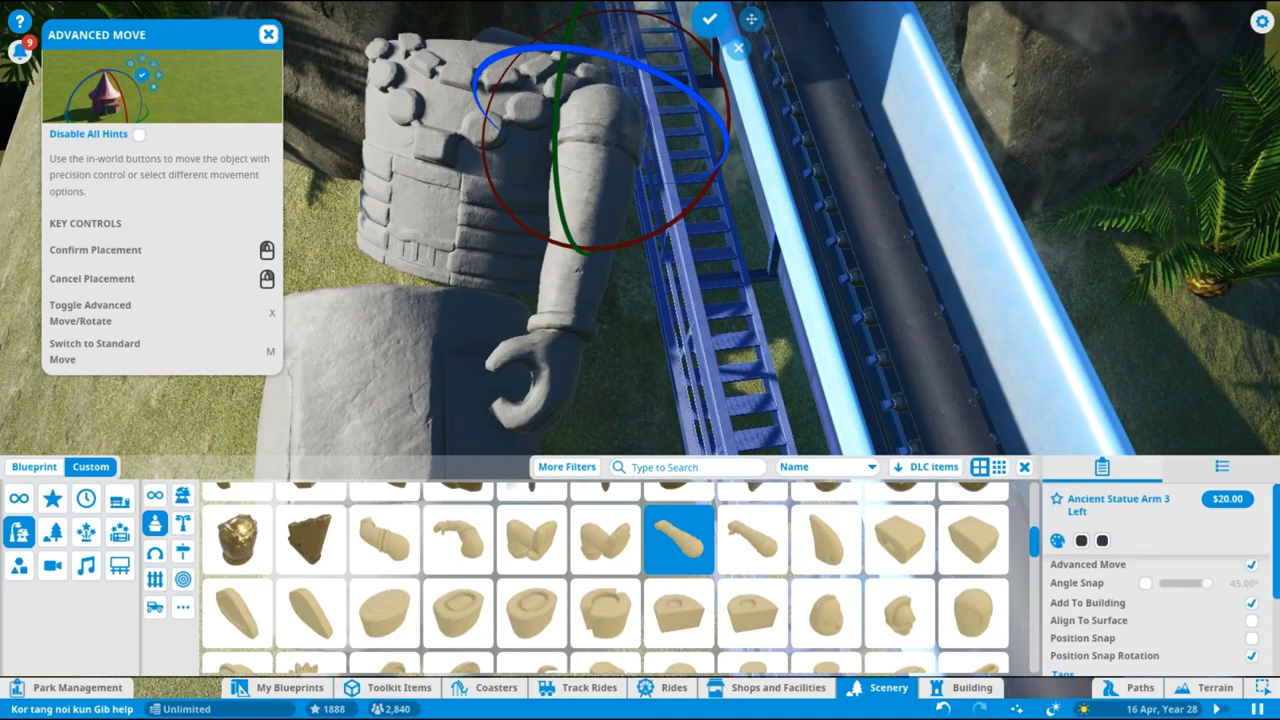 ?
9
ADVANCED MOVE
Disable All Hints
Use the in-world buttons to move the object with
precision control or select different movement
options.
KEY CONTROLS
Confirm Placement
Cancel Placement
Toggle Advanced
Move/Rotate
X
Switch to Standard
Move
M
Blueprint
Custom
More Filters
Type to Search
Name
DLC items
Ancient Statue Arm 3
Left
$20.00
Advanced Move
Angle Snap
45.00°
Add To Building
Align To Surface
Position Snap
Position Snap Rotation
Tags
Park Management
My Blueprints
Toolkit Items
Coasters
Track Rides
Rides
Shops and Facilities
Scenery
Building
Paths
Terrain
Kor tang noi kun Gib help
Unlimited
1888
2,840
16 Apr, Year 28